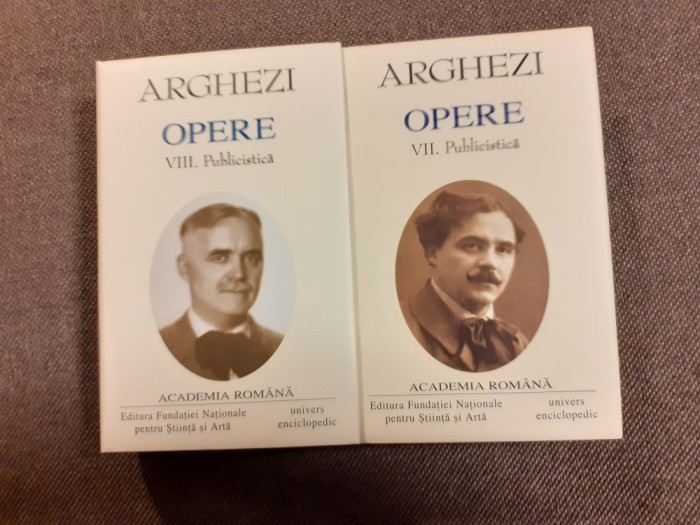 ARGHEZI
OPERE
VIII. Publicistică
ACADEMIA ROMÂNĂ
Editura Fundației Naționale
pentru Știință și Artă
univers
enciclopedic
ARGHEZI
OPERE
VII. Publicistică
ACADEMIA ROMÂNĂ
Editura Fundației Naționale
pentru Știință și Artă
univers
enciclopedic